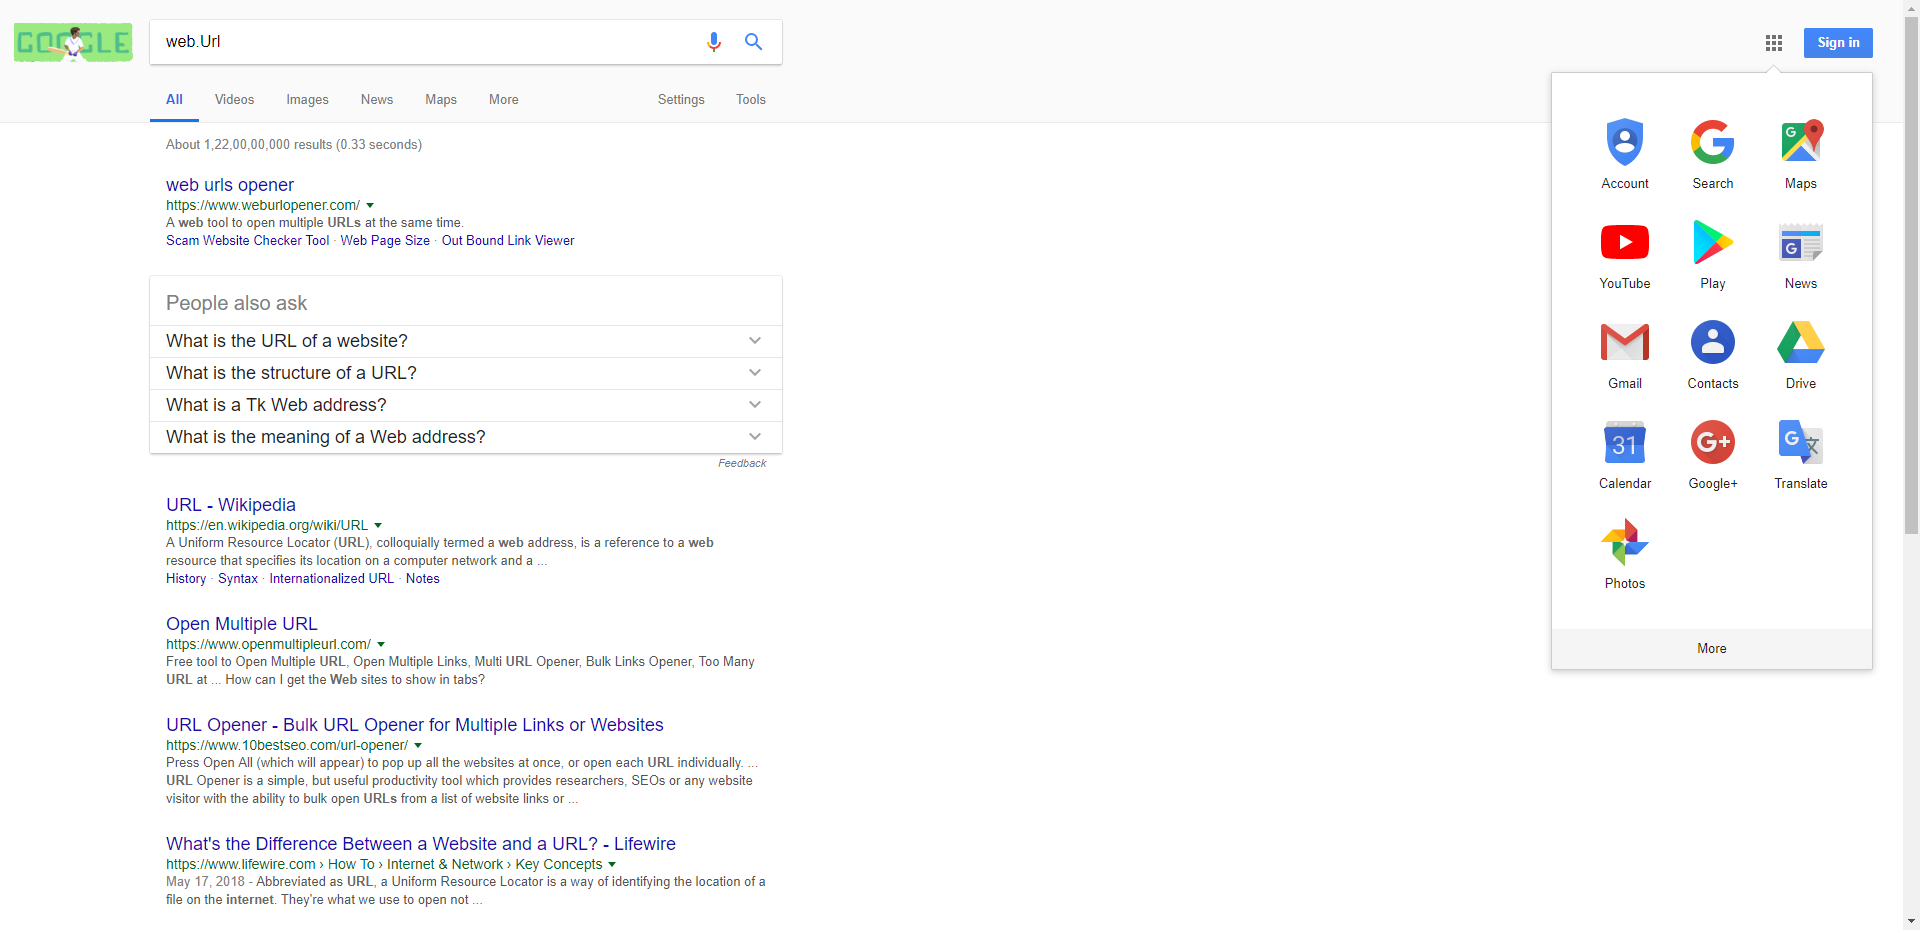 GOOGLE
web.Url
Sign in
All Videos Images News Maps More Settings Tools
About 1,22,00,00,000 results (0.33 seconds)
web urls opener
https://www.weburlopener.com/
A web tool to open multiple URLs at the same time.
Scam Website Checker Tool · Web Page Size · Out Bound Link Viewer
People also ask
What is the URL of a website?
What is the structure of a URL?
What is a Tk Web address?
What is the meaning of a Web address?
Feedback
URL - Wikipedia
https://en.wikipedia.org/wiki/URL
A Uniform Resource Locator (URL), colloquially termed a web address, is a reference to a web
resource that specifies its location on a computer network and a ...
History · Syntax · Internationalized URL · Notes
Open Multiple URL
https://www.openmultipleurl.com/
Free tool to Open Multiple URL, Open Multiple Links, Multi URL Opener, Bulk Links Opener, Too Many
URL at ... How can I get the Web sites to show in tabs?
URL Opener - Bulk URL Opener for Multiple Links or Websites
https://www.10bestseo.com/url-opener/
Press Open All (which will appear) to pop up all the websites at once, or open each URL individually. ...
URL Opener is a simple, but useful productivity tool which provides researchers, SEOs or any website
visitor with the ability to bulk open URLs from a list of website links or ...
What's the Difference Between a Website and a URL? - Lifewire
https://www.lifewire.com › How To › Internet & Network › Key Concepts
May 17, 2018 - Abbreviated as URL, a Uniform Resource Locator is a way of identifying the location of a
file on the internet. They're what we use to open not ...
Account Search Maps
YouTube Play News
Gmail Contacts Drive
31 G+ G 文
Calendar Google+ Translate
Photos
More